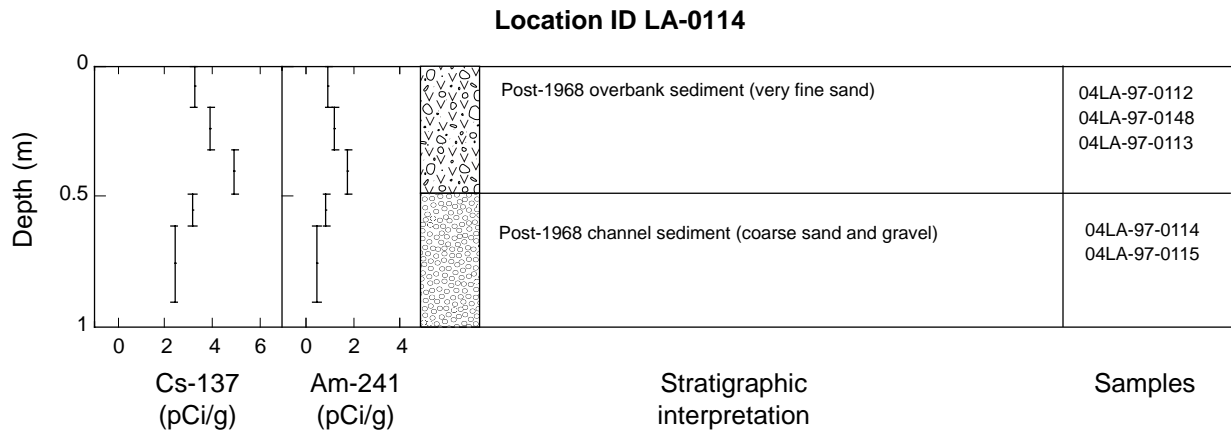 Location ID LA-0114
0
0.5
1
Depth (m)
Post-1968 overbank sediment (very fine sand)
04LA-97-0112
04LA-97-0148
04LA-97-0113
Post-1968 channel sediment (coarse sand and gravel)
04LA-97-0114
04LA-97-0115
0 2 4 6 0 2 4
Cs-137
(pCi/g)
Am-241
(pCi/g)
Stratigraphic
interpretation
Samples